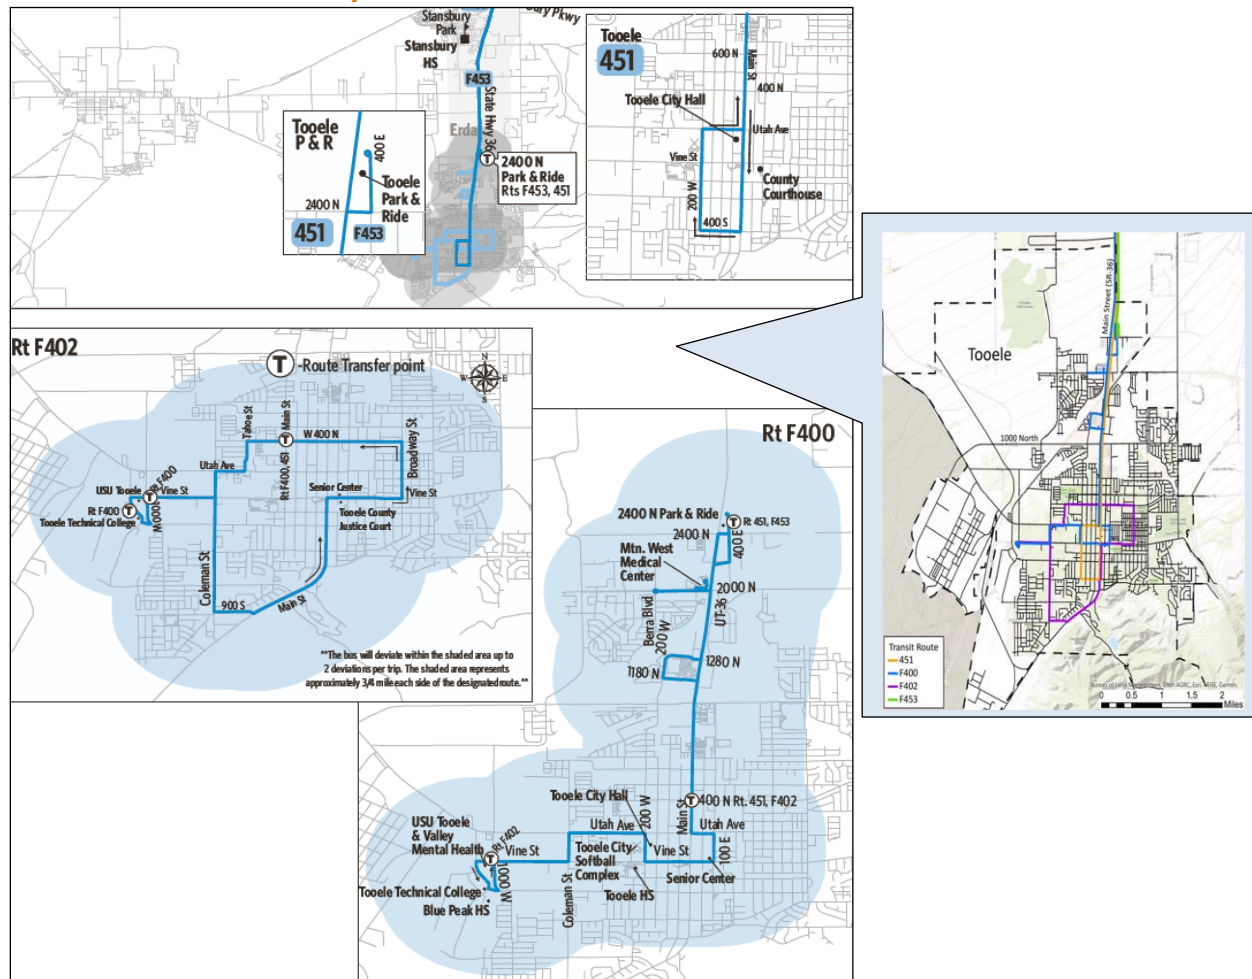 Stansbury
Park
Stansbury
HS
F453
State Hwy 36
Erda
2400 N
Park & Ride
Rts F453, 451
Tooele
P & R
400 E
Tooele
Park &
Ride
2400 N
451
F453
Tooele
451
600 N
Main St
400 N
Tooele City Hall
Utah Ave
Vine St
County
Courthouse
200 W
400 S
Rt F402
T -Route Transfer point
N
W E
S
Tahoe St
Main St
T
W 400 N
Broadway St
Utah Ave
Rt F400, 451
Rt F400
USU Tooele
T
Vine St
Senior Center
Vine St
Rt F400
T
Tooele County
Justice Court
Tooele Technical College
1000 W
Coleman St
900 S
Main St
**The bus will deviate within the shaded area up to
2 deviations per trip. The shaded area represents
approximately 3/4 mile each side of the designated route.**
Rt F400
2400 N Park & Ride
T
Rt 451, F453
2400 N
400 E
Mtn. West
Medical
Center
2000 N
Berra Blvd
UT-36
200 W
1280 N
1180 N
T
400 N Rt. 451, F402
Tooele City Hall
200 W
Main St
Utah Ave
Utah Ave
USU Tooele
& Valley
Mental Health
Rt F402
T
Vine St
Tooele City
Softball
Complex
Vine St
100 E
Senior Center
Tooele Technical College
1000 W
Coleman St
Tooele HS
Blue Peak HS
Main Street (SR-36)
Tooele
1000 North
Transit Route
451
F400
F402
F453
0 0.5 1 1.5 2
Miles